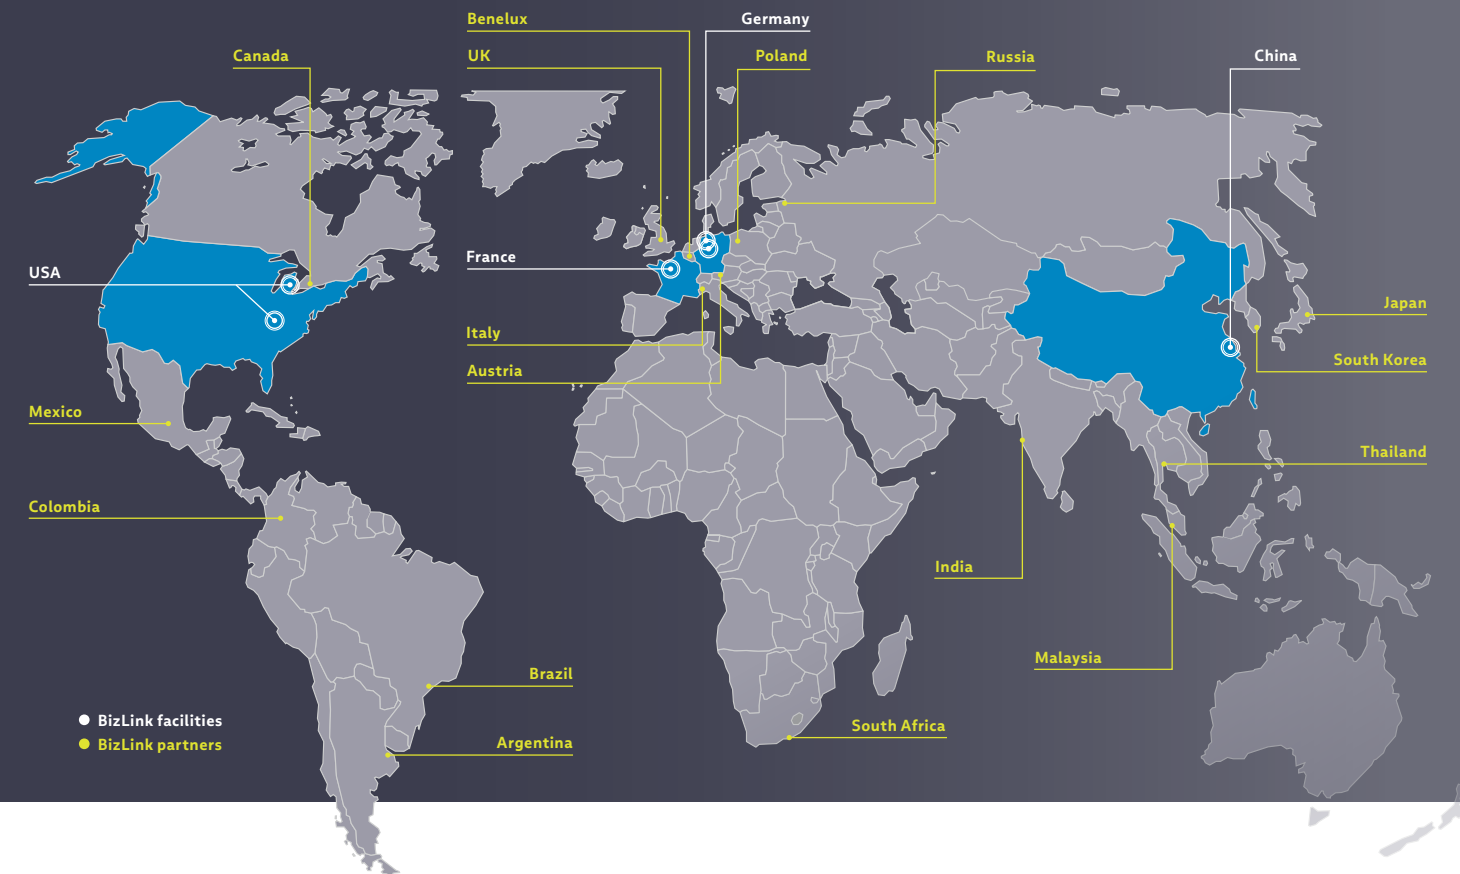 Benelux
Germany
Canada
UK
Poland
Russia
China
France
USA
Japan
Italy
South Korea
Austria
Mexico
Thailand
Colombia
India
Malaysia
Brazil
BizLink facilities
South Africa
BizLink partners
Argentina